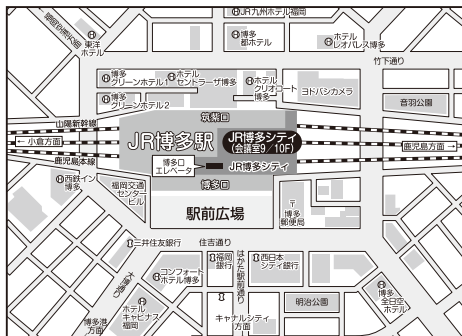 JR九州ホテル福岡
東洋
ホテル
博多
都ホテル
ホテル
レオパレス博多
竹下通り
博多
グリーンホテル1
ホテル
セントラーザ博多
ホテル
クリオコート
博多
ヨドバシカメラ
博多
グリーンホテル2
音羽公園
山陽新幹線
筑紫口
JR博多駅
JR博多シティ
(会議室9/10F)
←小倉方面
鹿児島方面→
鹿児島本線
博多口
エレベータ
JR博多シティ
西鉄イン
博多
福岡交通
センター
ビル
博多口
駅前広場
〒
博多
郵便局
三井住友銀行
住吉通り
大博通り
コンフォート
ホテル博多
福岡
銀行
はかた駅前通り
西日本
シティ銀行
ホテル
キャビナス
福岡
博多港
方面
キャナルシティ
方面
明治公園
博多
全日空ホテル